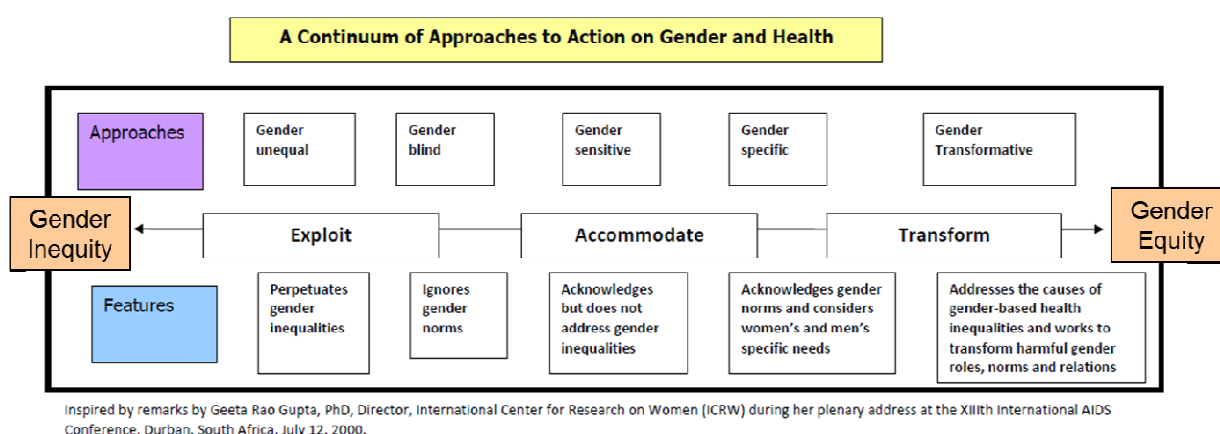 A Continuum of Approaches to Action on Gender and Health
Approaches
Gender
unequal
Gender
blind
Gender
sensitive
Gender
specific
Gender
Transformative
Gender
Inequity
Exploit
Accommodate
Transform
Gender
Equity
Features
Perpetuates
gender
inequalities
Ignores
gender
norms
Acknowledges
but does not
address gender
inequalities
Acknowledges gender
norms and considers
women's and men's
specific needs
Addresses the causes of
gender-based health
inequalities and works to
transform harmful gender
roles, norms and relations
Inspired by remarks by Geeta Rao Gupta, PhD, Director, International Center for Research on Women (ICRW) during her plenary address at the XIIIth International AIDS
Conference, Durban, South Africa, July 12, 2000.